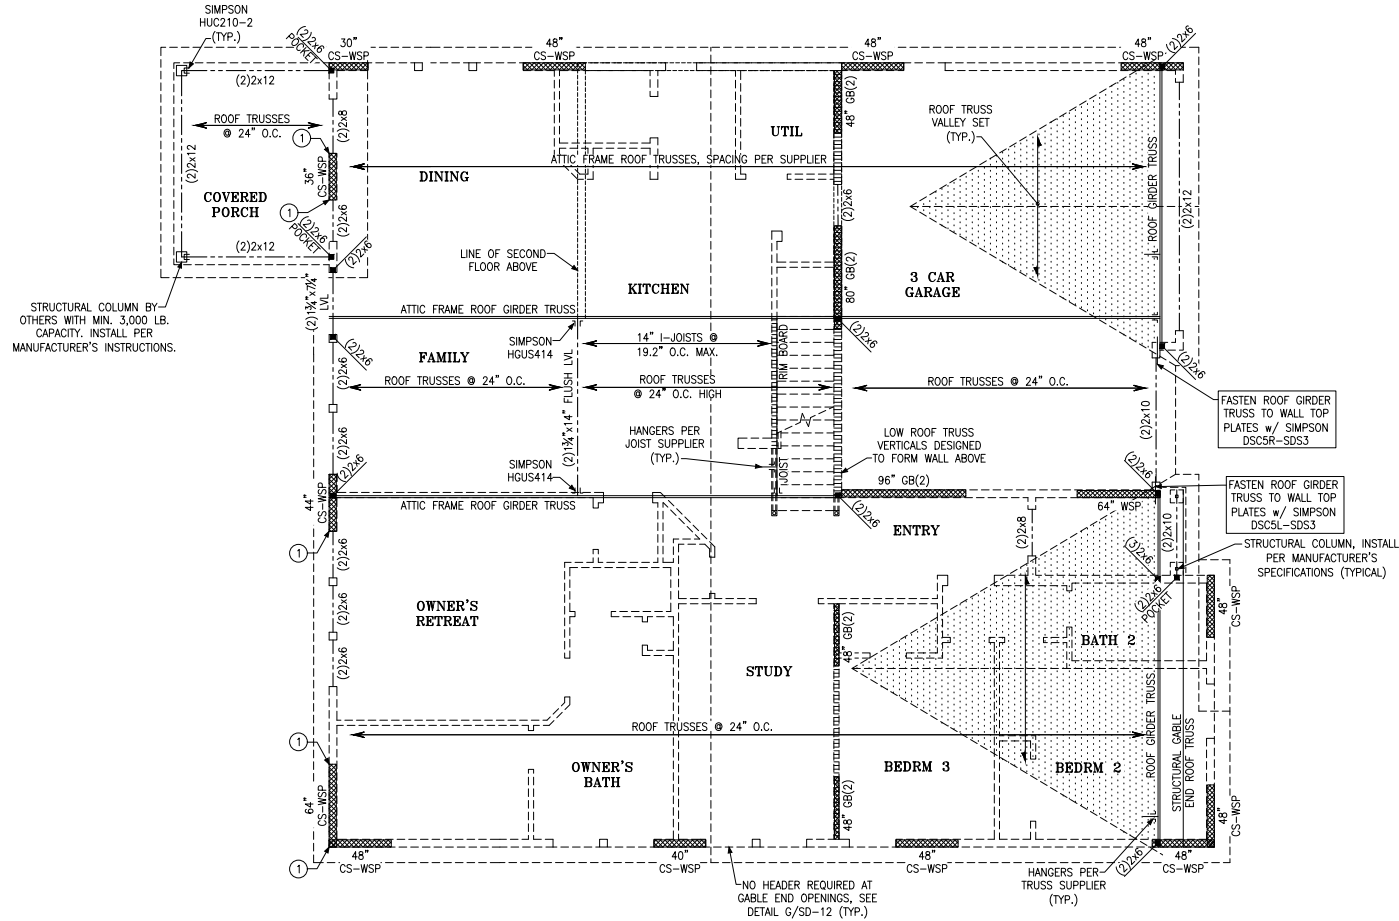 SIMPSON
HUC210-2
(TYP.)
(2)2x6
POCKET
30"
CS-WSP
48"
CS-WSP
48"
CS-WSP
48"
CS-WSP
(2)2x6
(2)2x12
ROOF TRUSSES
@ 24" O.C.
1
(2)2x8
48" GB(2)
UTIL
ROOF TRUSS
VALLEY SET
(TYP.)
ATTIC FRAME ROOF TRUSSES, SPACING PER SUPPLIER
(2)2x12
36"
CS-WSP
DINING
COVERED
PORCH
1
(2)2x6
POCKET
(2)2x6
(2)2x6
ROOF GIRDER TRUSS
(2)2x12
(2)2x12
(2)2x6
LINE OF SECOND
FLOOR ABOVE
KITCHEN
80" GB(2)
3 CAR
GARAGE
STRUCTURAL COLUMN BY
OTHERS WITH MIN. 3,000 LB.
CAPACITY. INSTALL PER
MANUFACTURER'S INSTRUCTIONS.
(2)1¾"x7¼"
LVL
ATTIC FRAME ROOF GIRDER TRUSS
SIMPSON
HGUS414
14" I-JOISTS @
19.2" O.C. MAX.
RIM BOARD
(2)2x6
(2)2x6
FAMILY
(2)2x6
(2)2x6
ROOF TRUSSES @ 24" O.C.
(2)1¾"x14" FLUSH LVL
ROOF TRUSSES
@ 24" O.C. HIGH
ROOF TRUSSES @ 24" O.C.
FASTEN ROOF GIRDER
TRUSS TO WALL TOP
PLATES w/ SIMPSON
DSC5R-SDS3
(2)2x10
(2)2x6
HANGERS PER
JOIST SUPPLIER
(TYP.)
LOW ROOF TRUSS
VERTICALS DESIGNED
TO FORM WALL ABOVE
JOIST
SIMPSON
HGUS414
(2)2x6
96" GB(2)
(2)2x6
FASTEN ROOF GIRDER
TRUSS TO WALL TOP
PLATES w/ SIMPSON
DSC5L-SDS3
44"
CS-WSP
ATTIC FRAME ROOF GIRDER TRUSS
(2)2x6
64" WSP
ENTRY
(2)2x8
(2)2x10
STRUCTURAL COLUMN, INSTALL
PER MANUFACTURER'S
SPECIFICATIONS (TYPICAL)
1
(2)2x6
(3)2x6
(2)2x6
POCKET
OWNER'S
RETREAT
(2)2x6
48" GB(2)
BATH 2
48"
CS-WSP
(2)2x6
STUDY
ROOF TRUSSES @ 24" O.C.
1
OWNER'S
BATH
BEDRM 3
BEDRM 2
ROOF GIRDER TRUSS
STRUCTURAL GABLE
END ROOF TRUSS
64"
CS-WSP
48" GB(2)
48"
CS-WSP
1
48"
CS-WSP
40"
CS-WSP
48"
CS-WSP
(2)2x6
48"
CS-WSP
HANGERS PER
TRUSS SUPPLIER
(TYP.)
NO HEADER REQUIRED AT
GABLE END OPENINGS, SEE
DETAIL G/SD-12 (TYP.)